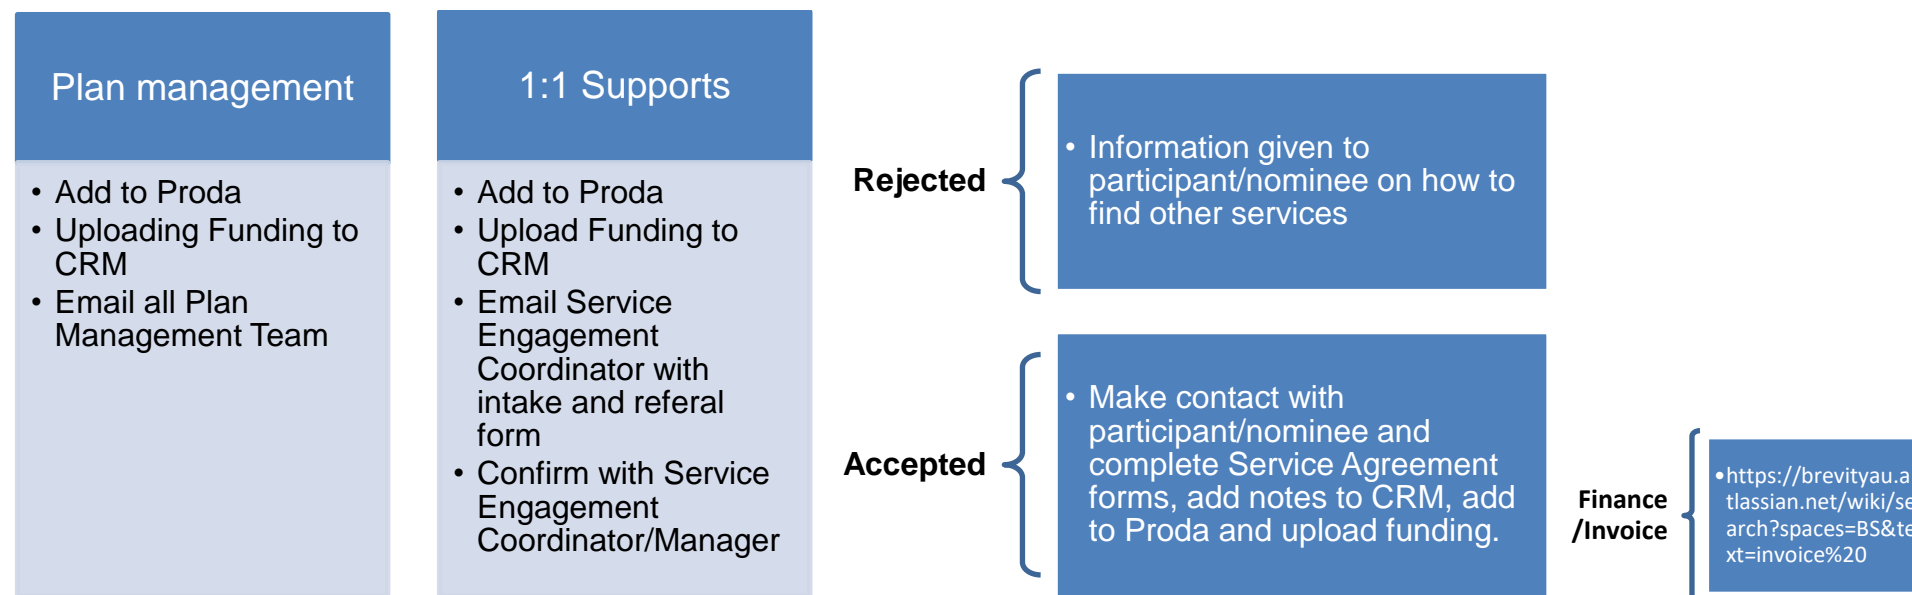 Plan management
• Add to Proda
• Uploading Funding to
CRM
• Email all Plan
Management Team
1:1 Supports
• Add to Proda
• Upload Funding to
CRM
• Email Service
Engagement
Coordinator with
intake and referal
form
• Confirm with Service
Engagement
Coordinator/Manager
Rejected
• Information given to
participant/nominee on how to
find other services
Accepted
• Make contact with
participant/nominee and
complete Service Agreement
forms, add notes to CRM, add
to Proda and upload funding.
Finance
/Invoice
•https://brevityau.a
tlassian.net/wiki/se
arch?spaces=BS&te
xt=invoice%20